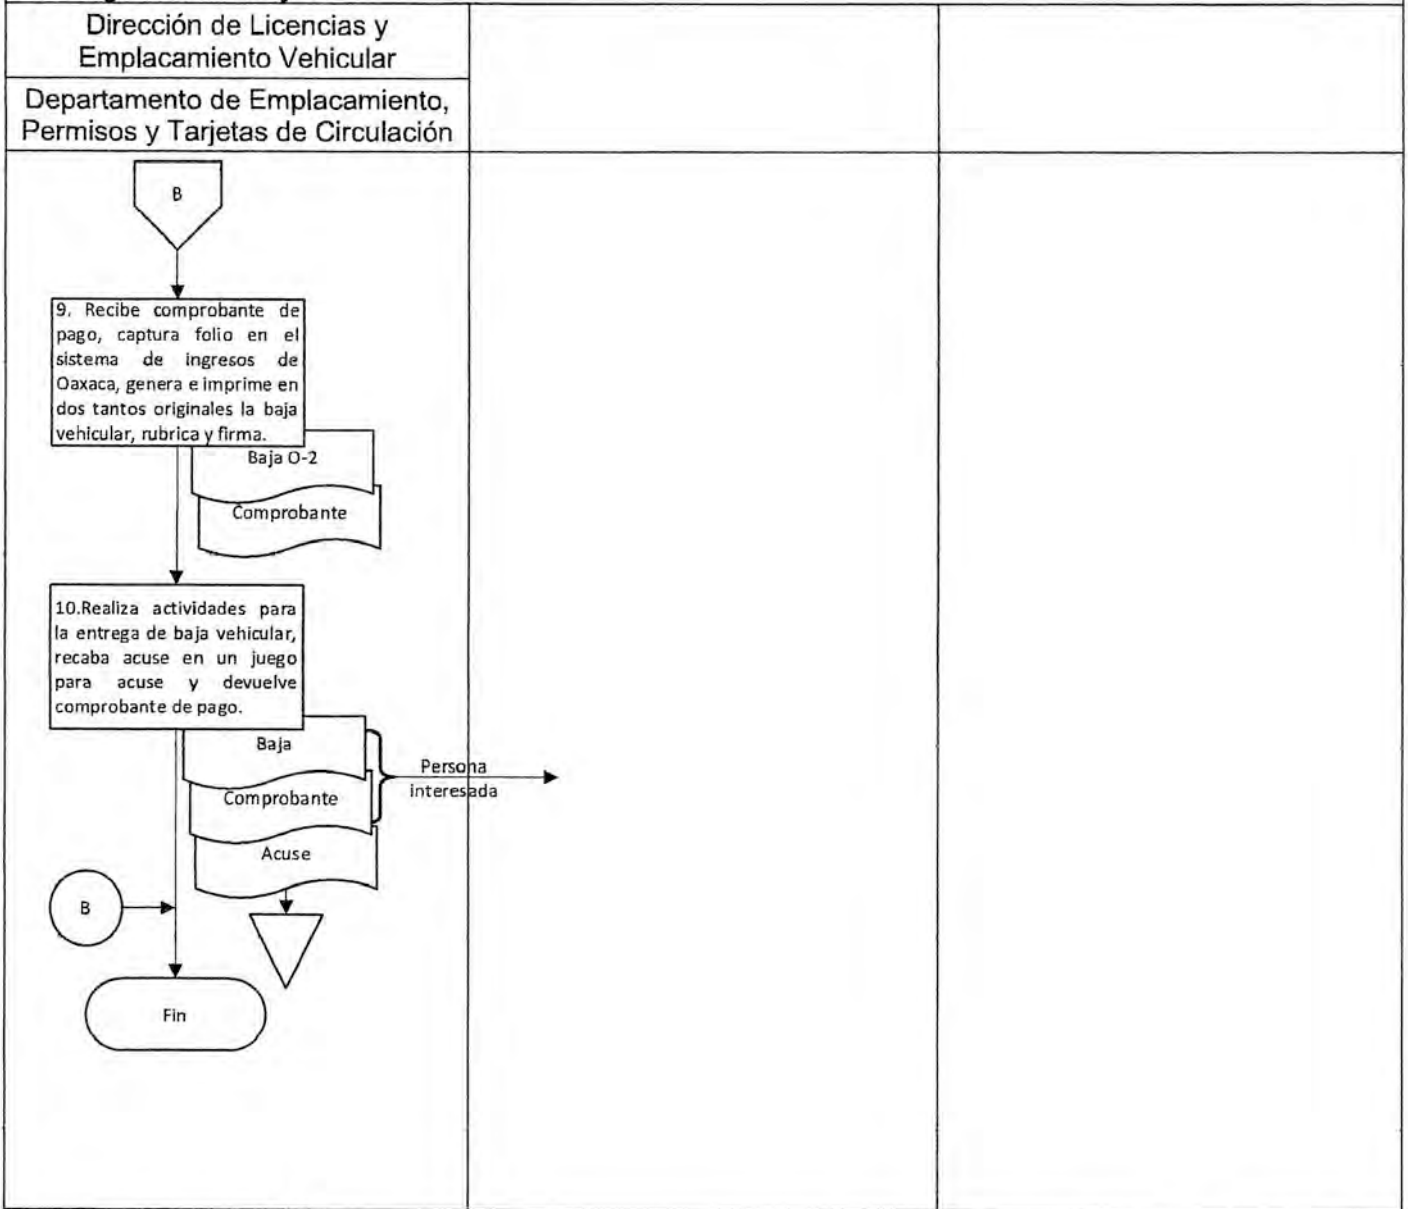 Dirección de Licencias y
Emplacamiento Vehicular
Departamento de Emplacamiento,
Permisos y Tarjetas de Circulación
B
9. Recibe comprobante de
pago, captura folio en el
sistema de ingresos de
Oaxaca, genera e imprime en
dos tantos originales la baja
vehicular, rubrica y firma.
Baja O-2
Comprobante
10.Realiza actividades para
la entrega de baja vehicular,
recaba acuse en un juego
para acuse y devuelve
comprobante de pago.
Baja
Persona
interesada
Comprobante
Acuse
B
Fin